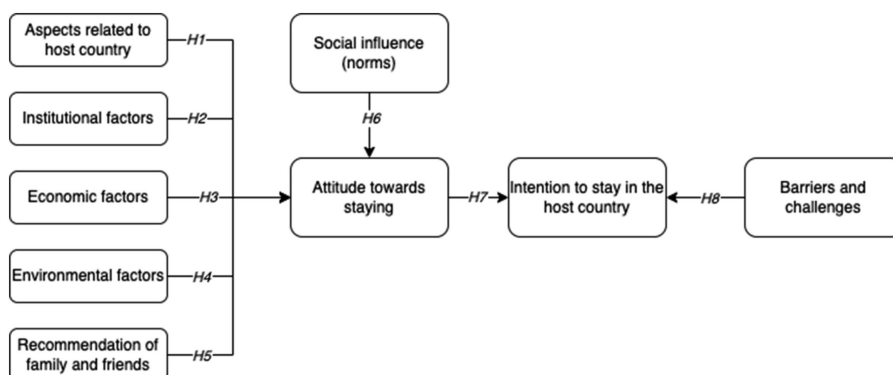 Aspects related to
host country
H1
Social influence
(norms)
Institutional factors
H2
H6
Economic factors
H3
Attitude towards
staying
H7
Intention to stay in the
host country
H8
Barriers and
challenges
Environmental factors
H4
Recommendation of
family and friends
H5